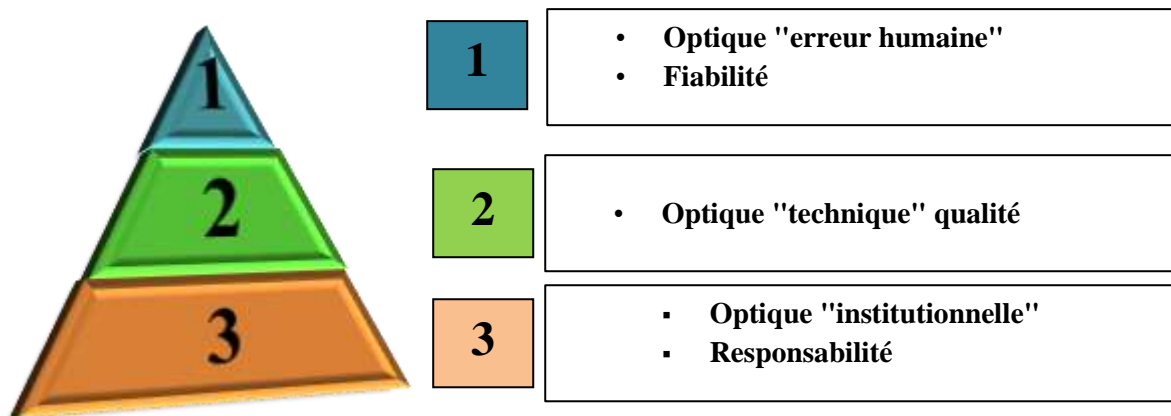 1
2
3
1
• Optique "erreur humaine"
• Fiabilité
2
• Optique "technique" qualité
3
▪ Optique "institutionnelle"
▪ Responsabilité